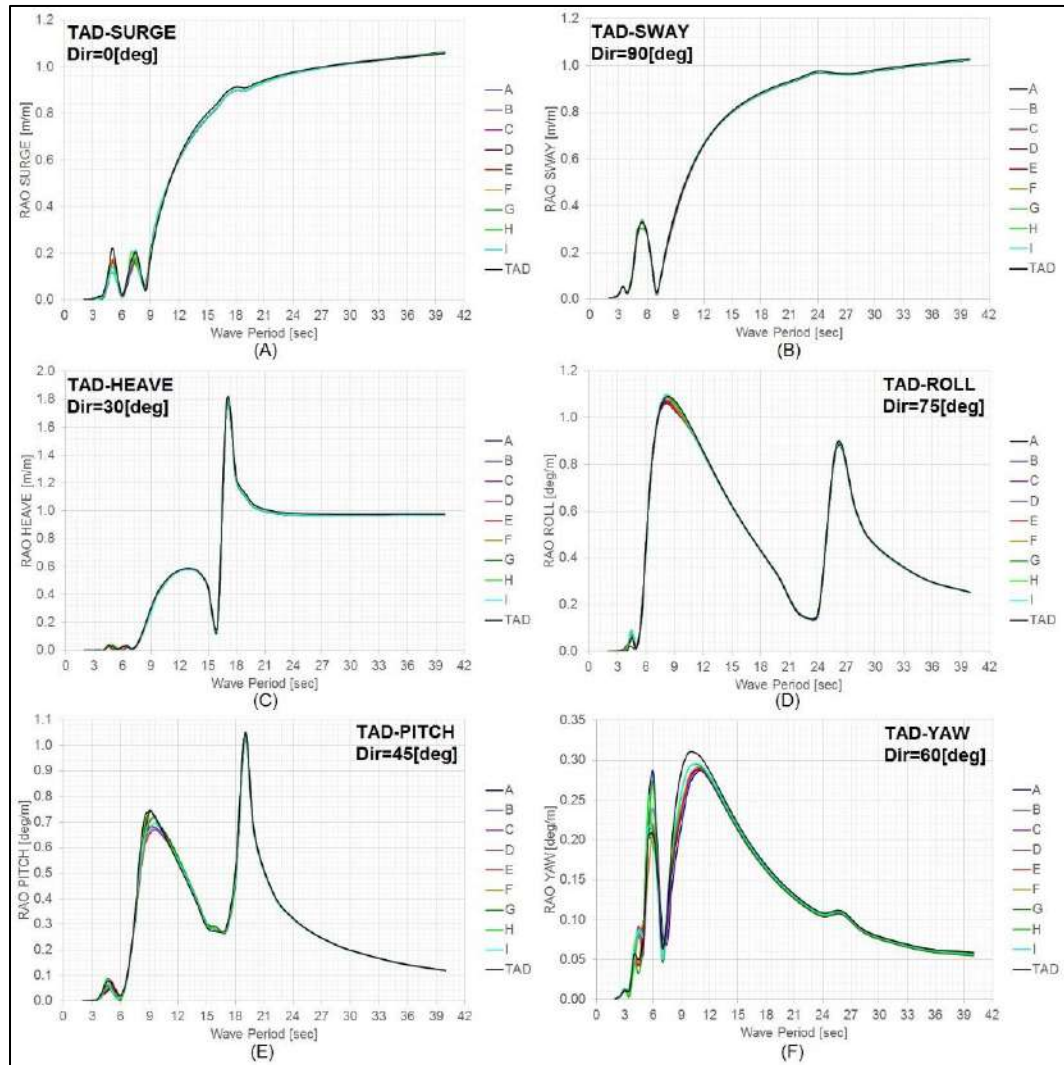 TAD-SURGE
Dir=0[deg]
RAO SURGE [m/m]
1.2
1.0
0.8
0.6
0.4
0.2
0.0
0 3 6 9 12 15 18 21 24 27 30 33 36 39 42
Wave Period [sec]
A
B
C
D
E
F
G
H
I
TAD
(A)
TAD-SWAY
Dir=90[deg]
RAO SWAY [m/m]
1.2
1.0
0.8
0.6
0.4
0.2
0.0
0 3 6 9 12 15 18 21 24 27 30 33 36 39 42
Wave Period [sec]
A
B
C
D
E
F
G
H
I
TAD
(B)
TAD-HEAVE
Dir=30[deg]
RAO HEAVE [m/m]
2.0
1.8
1.6
1.4
1.2
1.0
0.8
0.6
0.4
0.2
0.0
0 3 6 9 12 15 18 21 24 27 30 33 36 39 42
Wave Period [sec]
A
B
C
D
E
F
G
H
I
TAD
(C)
TAD-ROLL
Dir=75[deg]
RAO ROLL [deg/m]
1.2
1.0
0.8
0.6
0.4
0.2
0.0
0 3 6 9 12 15 18 21 24 27 30 33 36 39 42
Wave Period [sec]
A
B
C
D
E
F
G
H
I
TAD
(D)
TAD-PITCH
Dir=45[deg]
RAO PITCH [deg/m]
1.1
1.0
0.9
0.8
0.7
0.6
0.5
0.4
0.3
0.2
0.1
0.0
0 3 6 9 12 15 18 21 24 27 30 33 36 39 42
Wave Period [sec]
A
B
C
D
E
F
G
H
I
TAD
(E)
TAD-YAW
Dir=60[deg]
RAO YAW [deg/m]
0.35
0.30
0.25
0.20
0.15
0.10
0.05
0.00
0 3 6 9 12 15 18 21 24 27 30 33 36 39 42
Wave Period [sec]
A
B
C
D
E
F
G
H
I
TAD
(F)